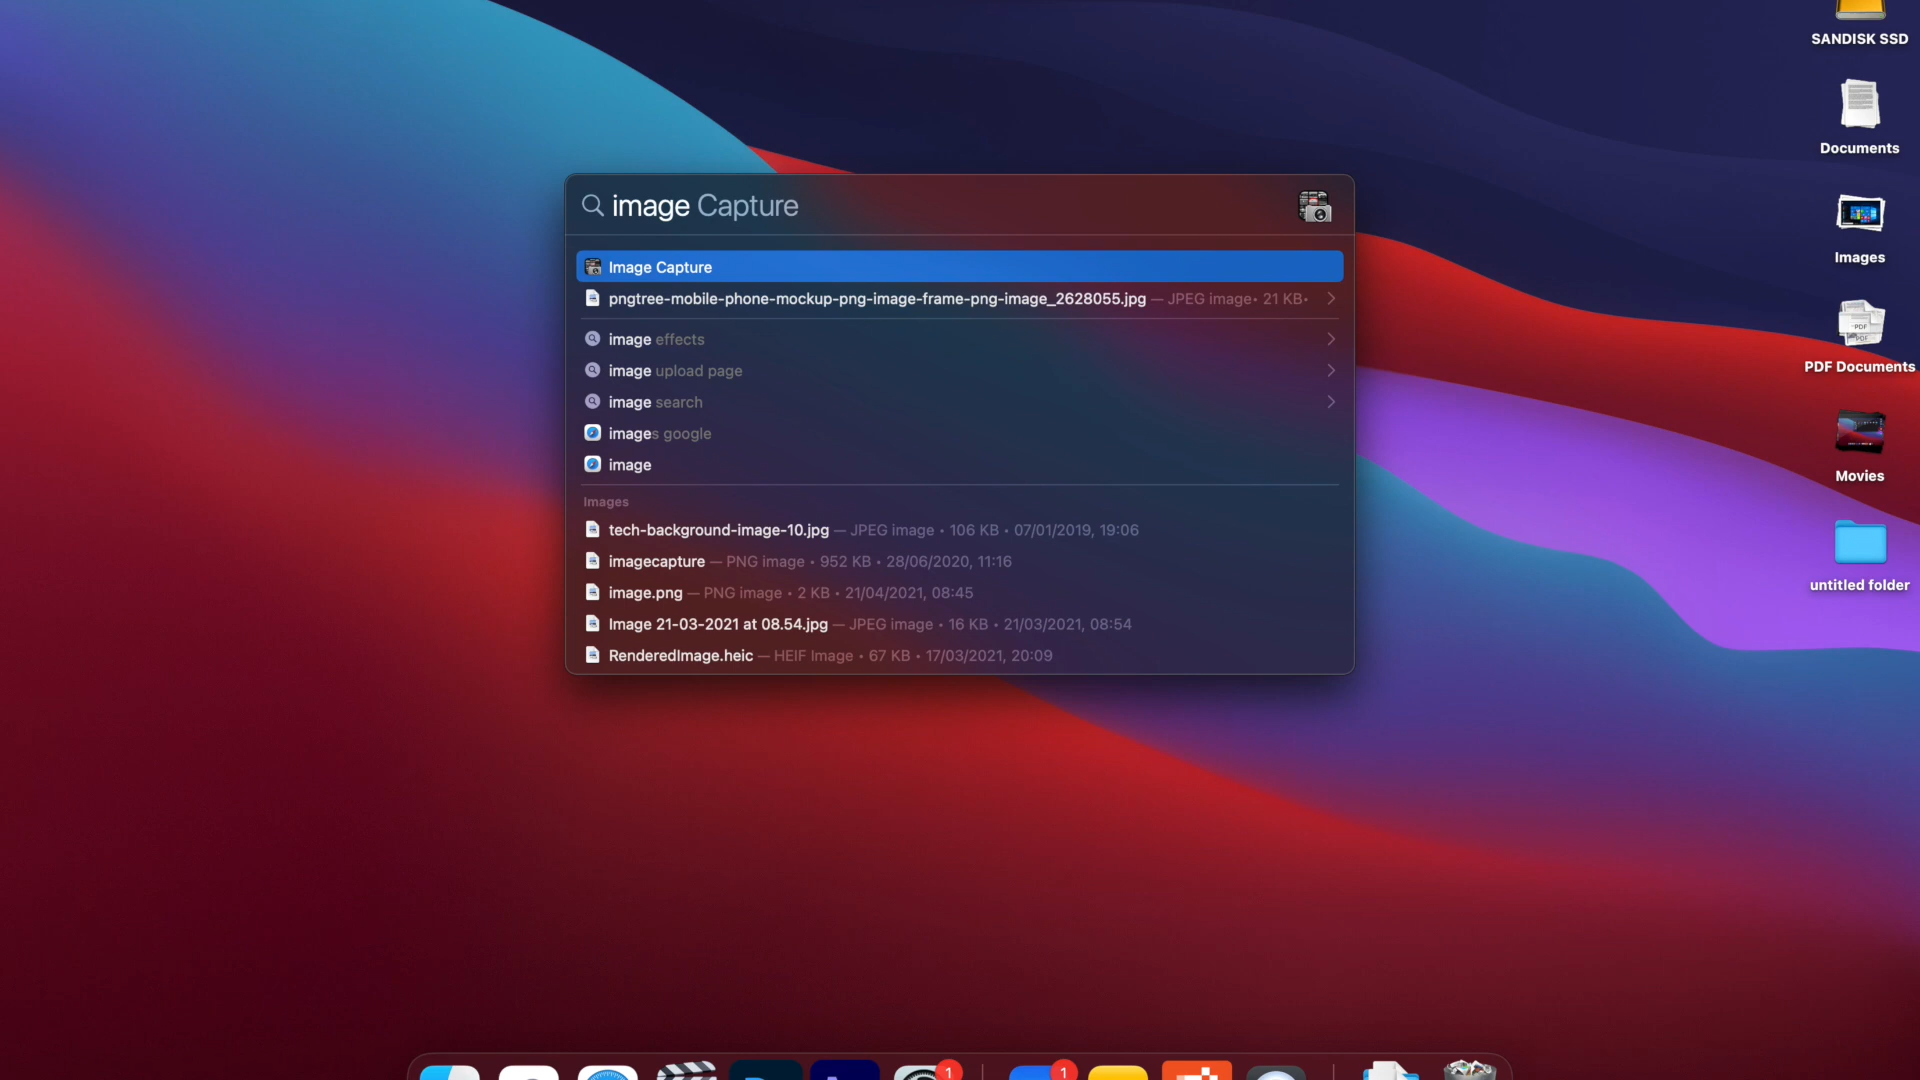 image Capture
Image Capture
pngtree-mobile-phone-mockup-png-image-frame-png-image_2628055.jpg — JPEG image • 21 KB •
image effects
image upload page
image search
images google
image
Images
tech-background-image-10.jpg — JPEG image • 106 KB • 07/01/2019, 19:06
imagecapture — PNG image • 952 KB • 28/06/2020, 11:16
image.png — PNG image • 2 KB • 21/04/2021, 08:45
Image 21-03-2021 at 08.54.jpg — JPEG image • 16 KB • 21/03/2021, 08:54
RenderedImage.heic — HEIF Image • 67 KB • 17/03/2021, 20:09
SANDISK SSD
Documents
Images
PDF
PDF
PDF Documents
Movies
untitled folder
1
1